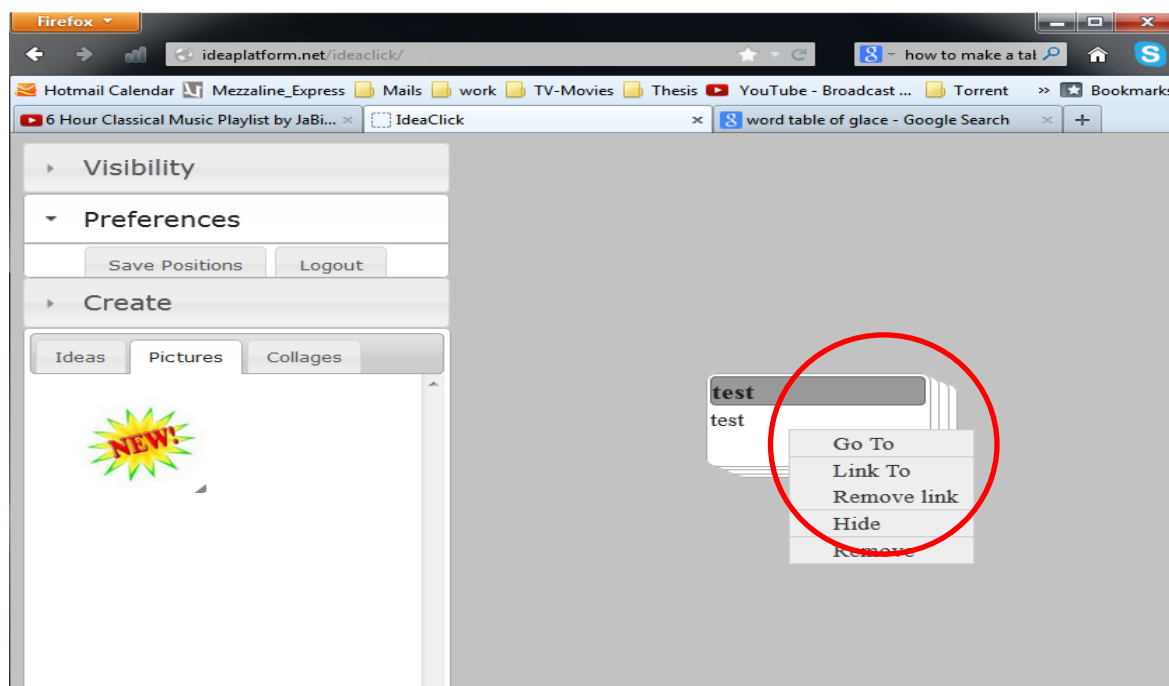 Firefox
ideaplatform.net/ideaclick/
how to make a tal
Hotmail Calendar Mezzaline_Express Mails work TV-Movies Thesis YouTube - Broadcast ... Torrent » Bookmarks
6 Hour Classical Music Playlist by JaBi... IdeaClick word table of glace - Google Search
Visibility
Preferences
Save Positions Logout
Create
Ideas Pictures Collages
NEW!
test
test
Go To
Link To
Remove link
Hide
Remove